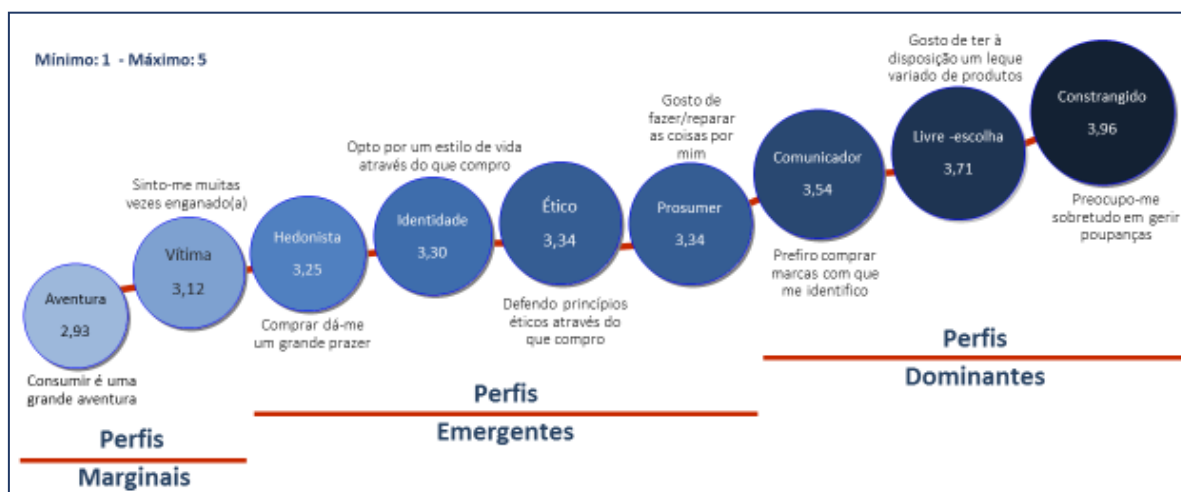 Mínimo: 1 - Máximo: 5
Aventura
2,93
Consumir é uma
grande aventura
Sinto-me muitas
vezes enganado(a)
Vítima
3,12
Hedonista
3,25
Comprar dá-me
um grande prazer
Opto por um estilo de vida
através do que compro
Identidade
3,30
Ético
3,34
Defendo princípios
éticos através do
que compro
Gosto de
fazer/reparar
as coisas por
mim
Prosumer
3,34
Comunicador
3,54
Prefiro comprar
marcas com que
me identifico
Gosto de ter à
disposição um leque
variado de produtos
Livre -escolha
3,71
Constrangido
3,96
Preocupo-me
sobretudo em gerir
poupanças
Perfis
Marginais
Perfis
Emergentes
Perfis
Dominantes